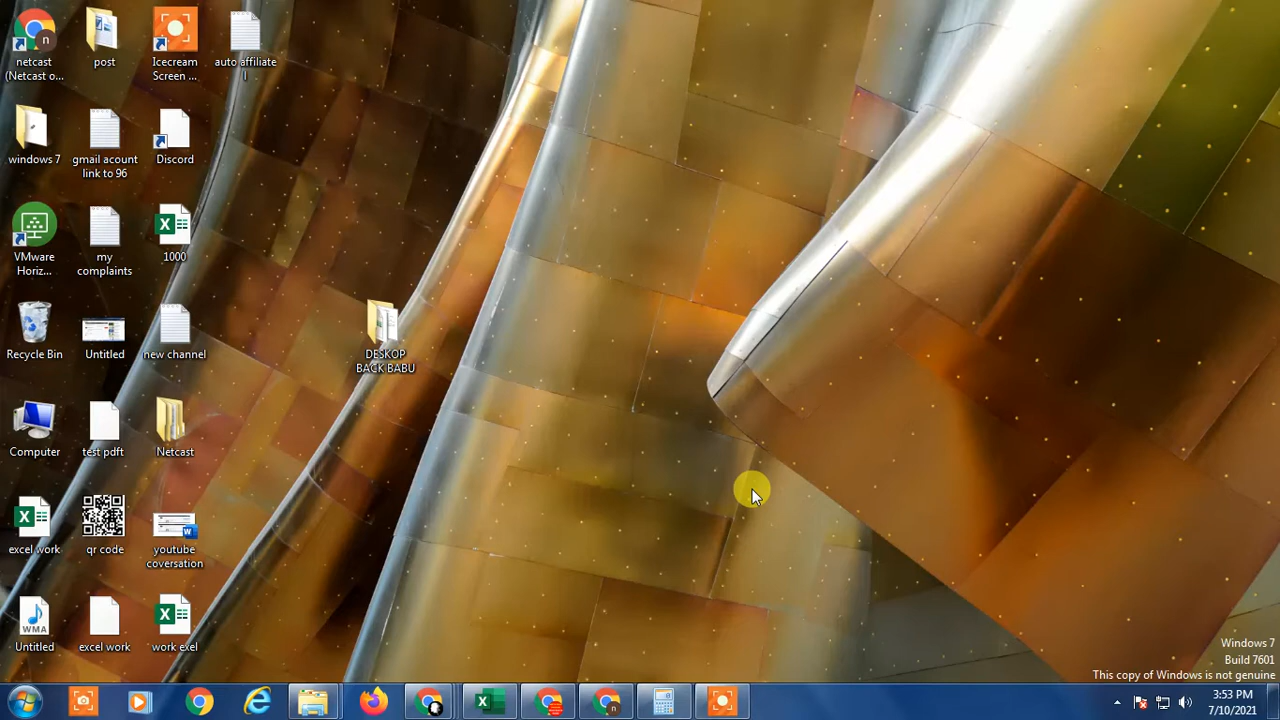 netcast
(Netcast o...
post
Icecream
Screen ...
auto affiliate
l
windows 7
gmail acount
link to 96
Discord
VMware
Horiz...
my
complaints
1000
Recycle Bin
Untitled
new channel
DESKOP
BACK BABU
Computer
test pdft
Netcast
excel work
qr code
youtube
coversation
WMA
Untitled
excel work
work exel
Windows 7
Build 7601
This copy of Windows is not genuine
n
n
3:53 PM
7/10/2021